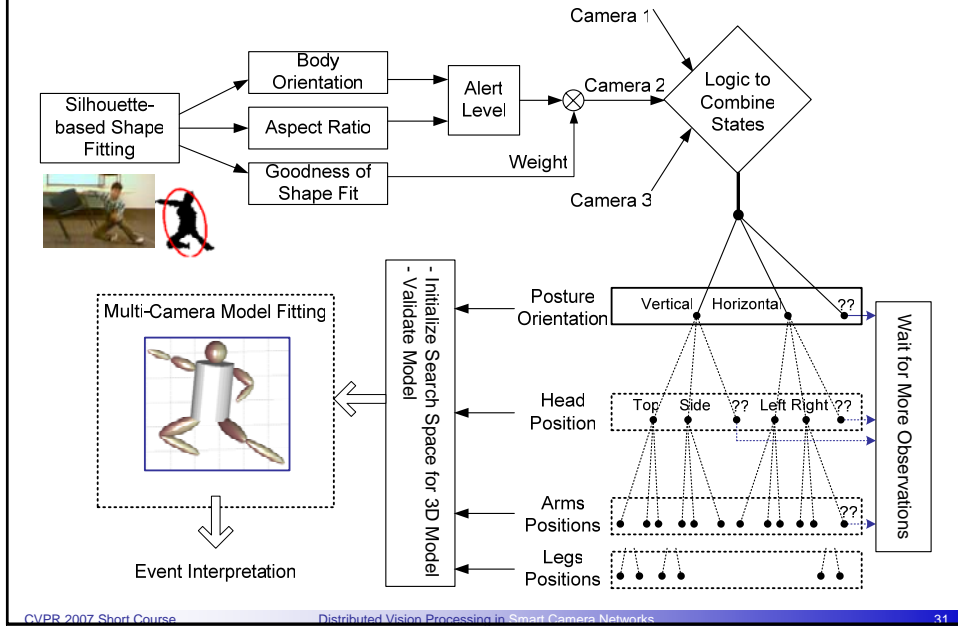 Camera 1
Body
Orientation
Silhouette-
based Shape
Fitting
Aspect Ratio
Goodness of
Shape Fit
Alert
Level
Weight
Camera 2
Logic to
Combine
States
Camera 3
Multi-Camera Model Fitting
Event Interpretation
- Initialize Search Space for 3D Model
- Validate Model
Posture
Orientation
Vertical Horizontal ??
Head
Position
Top Side ?? Left Right ??
Arms
Positions
??
Legs
Positions
Wait for More Observations
CVPR 2007 Short Course Distributed Vision Processing in Smart Camera Networks 31